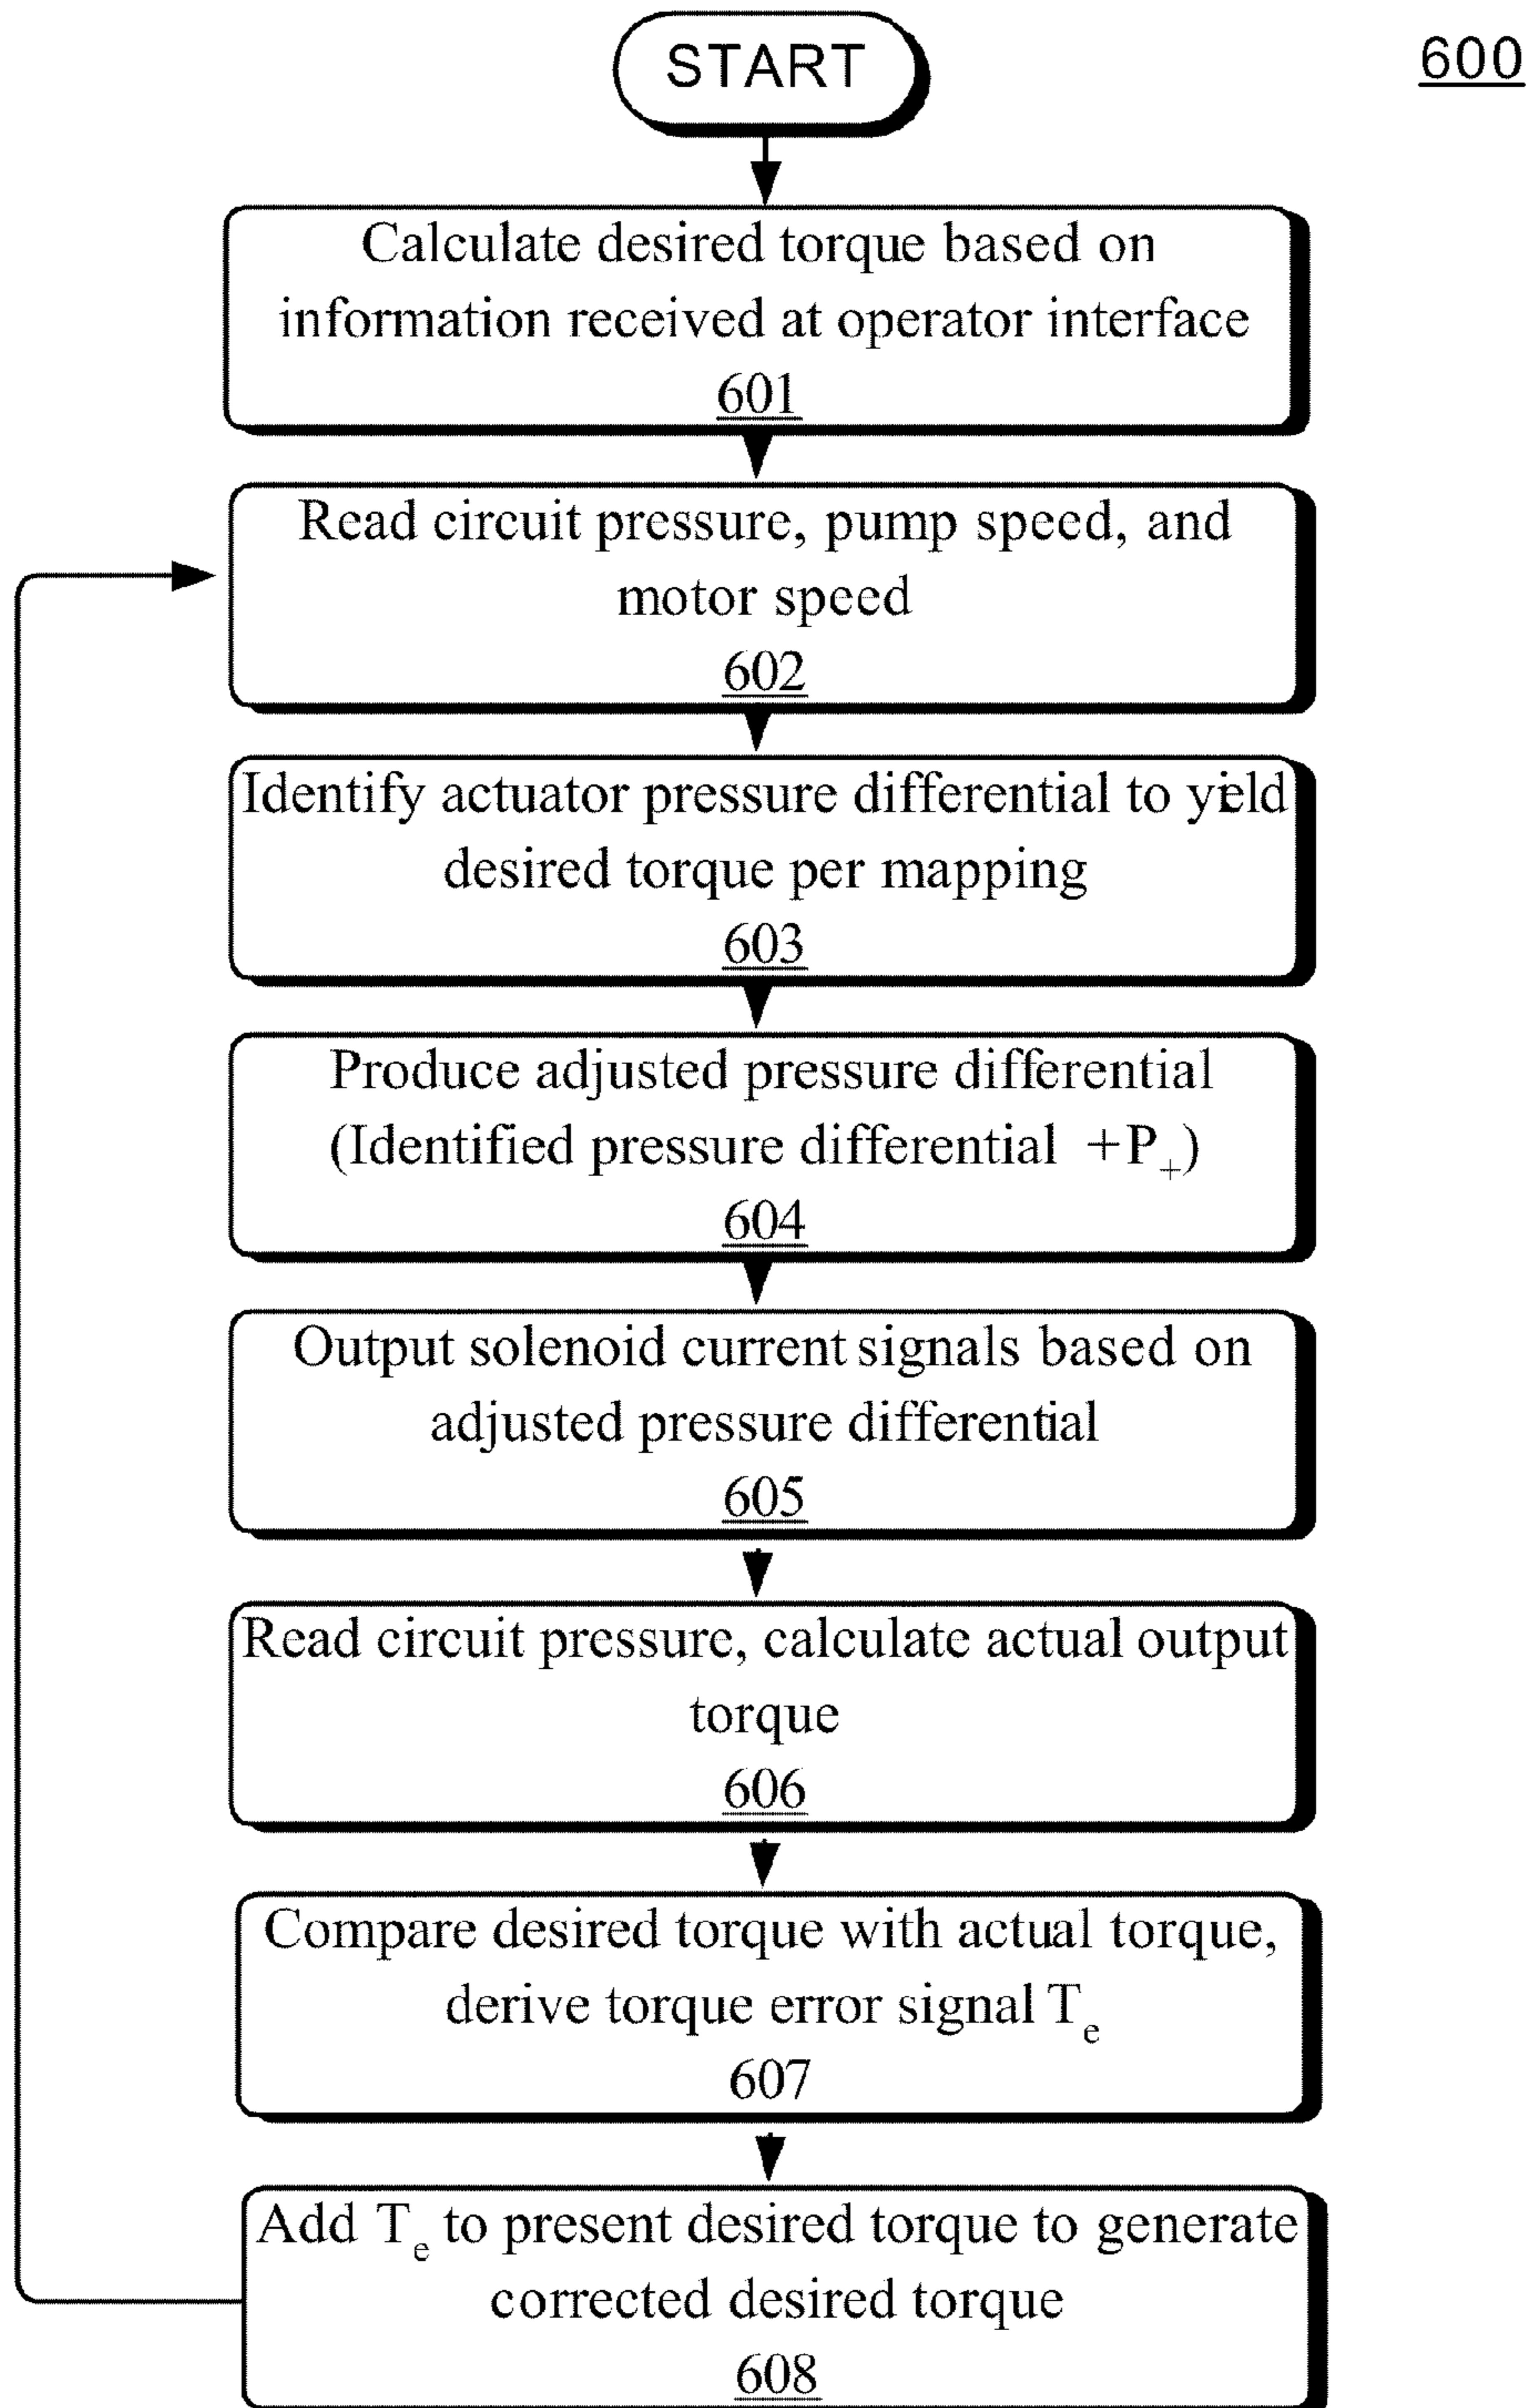 START
600
Calculate desired torque based on
information received at operator interface
601
Read circuit pressure, pump speed, and
motor speed
602
Identify actuator pressure differential to yield
desired torque per mapping
603
Produce adjusted pressure differential
(Identified pressure differential +P+)
604
Output solenoid current signals based on
adjusted pressure differential
605
Read circuit pressure, calculate actual output
torque
606
Compare desired torque with actual torque,
derive torque error signal Te
607
Add Te to present desired torque to generate
corrected desired torque
608